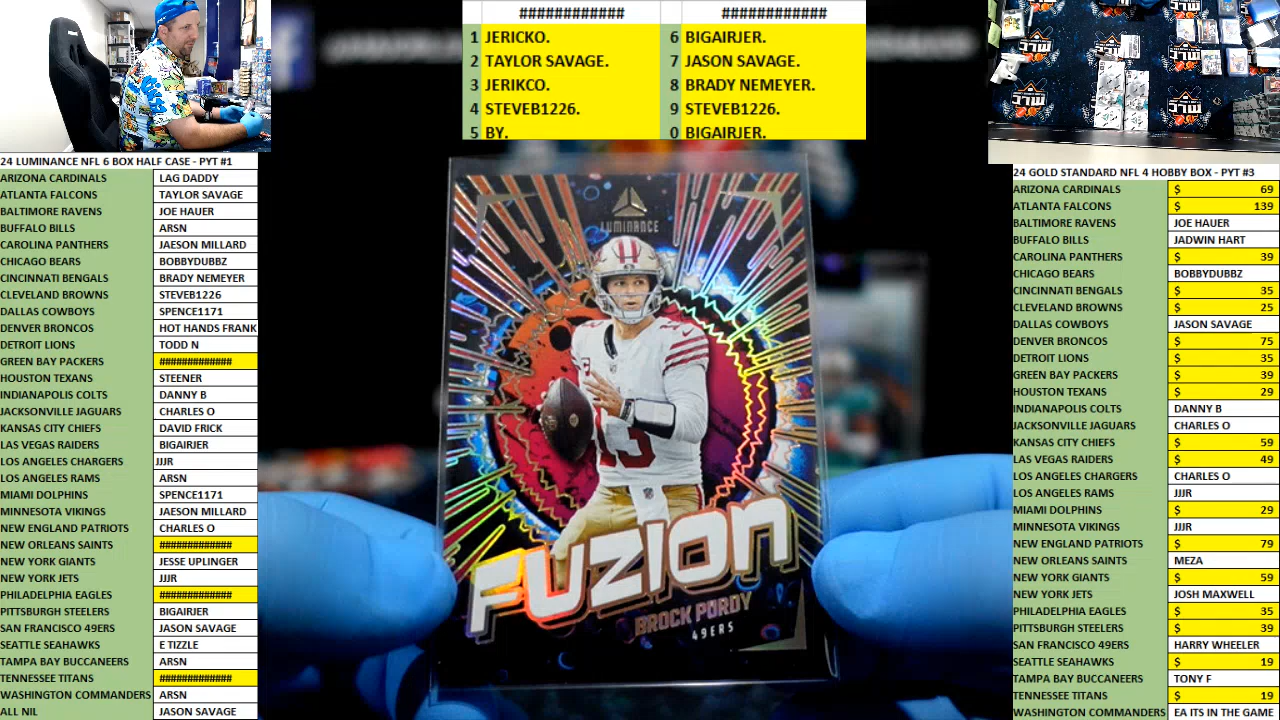 ############ ############
1 JERICKO. 6 BIGAIRJER.
2 TAYLOR SAVAGE. 7 JASON SAVAGE.
3 JERIKCO. 8 BRADY NEMEYER.
4 STEVEB1226. 9 STEVEB1226.
5 BY. 0 BIGAIRJER.
24 LUMINANCE NFL 6 BOX HALF CASE - PYT #1
ARIZONA CARDINALS LAG DADDY
ATLANTA FALCONS TAYLOR SAVAGE
BALTIMORE RAVENS JOE HAUER
BUFFALO BILLS ARSN
CAROLINA PANTHERS JAESON MILLARD
CHICAGO BEARS BOBBYDUBBZ
CINCINNATI BENGALS BRADY NEMEYER
CLEVELAND BROWNS STEVEB1226
DALLAS COWBOYS SPENCE1171
DENVER BRONCOS HOT HANDS FRANK
DETROIT LIONS TODD N
GREEN BAY PACKERS #############
HOUSTON TEXANS STEENER
INDIANAPOLIS COLTS DANNY B
JACKSONVILLE JAGUARS CHARLES O
KANSAS CITY CHIEFS DAVID FRICK
LAS VEGAS RAIDERS BIGAIRJER
LOS ANGELES CHARGERS JJJR
LOS ANGELES RAMS ARSN
MIAMI DOLPHINS SPENCE1171
MINNESOTA VIKINGS JAESON MILLARD
NEW ENGLAND PATRIOTS CHARLES O
NEW ORLEANS SAINTS #############
NEW YORK GIANTS JESSE UPLINGER
NEW YORK JETS JJJR
PHILADELPHIA EAGLES #############
PITTSBURGH STEELERS BIGAIRJER
SAN FRANCISCO 49ERS JASON SAVAGE
SEATTLE SEAHAWKS E TIZZLE
TAMPA BAY BUCCANEERS ARSN
TENNESSEE TITANS #############
WASHINGTON COMMANDERS ARSN
ALL NIL JASON SAVAGE
LUMINANCE
13
FUZION
BROCK PURDY
49ERS
24 GOLD STANDARD NFL 4 HOBBY BOX - PYT #3
ARIZONA CARDINALS $ 69
ATLANTA FALCONS $ 139
BALTIMORE RAVENS JOE HAUER
BUFFALO BILLS JADWIN HART
CAROLINA PANTHERS $ 39
CHICAGO BEARS BOBBYDUBBZ
CINCINNATI BENGALS $ 35
CLEVELAND BROWNS $ 25
DALLAS COWBOYS JASON SAVAGE
DENVER BRONCOS $ 75
DETROIT LIONS $ 35
GREEN BAY PACKERS $ 39
HOUSTON TEXANS $ 29
INDIANAPOLIS COLTS DANNY B
JACKSONVILLE JAGUARS CHARLES O
KANSAS CITY CHIEFS $ 59
LAS VEGAS RAIDERS $ 49
LOS ANGELES CHARGERS CHARLES O
LOS ANGELES RAMS JJJR
MIAMI DOLPHINS $ 29
MINNESOTA VIKINGS JJJR
NEW ENGLAND PATRIOTS $ 79
NEW ORLEANS SAINTS MEZA
NEW YORK GIANTS $ 59
NEW YORK JETS JOSH MAXWELL
PHILADELPHIA EAGLES $ 35
PITTSBURGH STEELERS $ 39
SAN FRANCISCO 49ERS HARRY WHEELER
SEATTLE SEAHAWKS $ 19
TAMPA BAY BUCCANEERS TONY F
TENNESSEE TITANS $ 19
WASHINGTON COMMANDERS EA ITS IN THE GAME